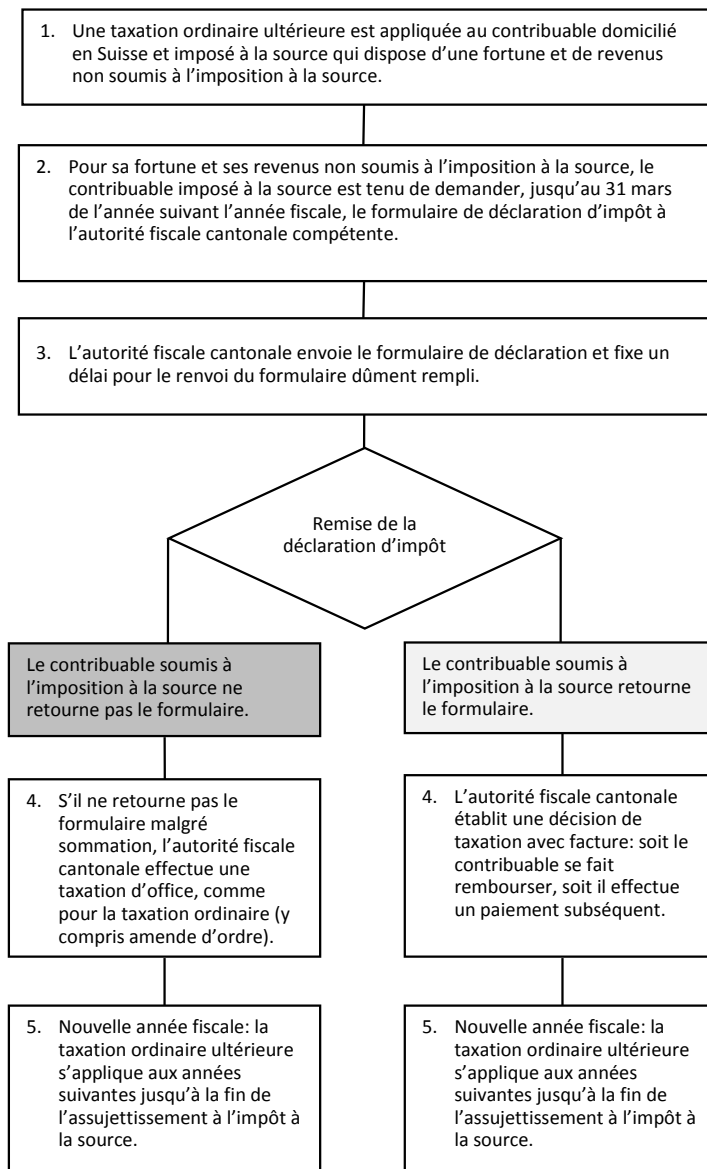 1. Une taxation ordinaire ultérieure est appliquée au contribuable domicilié
en Suisse et imposé à la source qui dispose d’une fortune et de revenus
non soumis à l’imposition à la source.
2. Pour sa fortune et ses revenus non soumis à l’imposition à la source, le
contribuable imposé à la source est tenu de demander, jusqu’au 31 mars
de l’année suivant l’année fiscale, le formulaire de déclaration d’impôt à
l’autorité fiscale cantonale compétente.
3. L’autorité fiscale cantonale envoie le formulaire de déclaration et fixe un
délai pour le renvoi du formulaire dûment rempli.
Remise de la
déclaration d’impôt
Le contribuable soumis à
l’imposition à la source ne
retourne pas le formulaire.
Le contribuable soumis à
l’imposition à la source retourne
le formulaire.
4. S’il ne retourne pas le
formulaire malgré
sommation, l’autorité fiscale
cantonale effectue une
taxation d’office, comme
pour la taxation ordinaire (y
compris amende d’ordre).
4. L’autorité fiscale cantonale
établit une décision de
taxation avec facture: soit le
contribuable se fait
rembourser, soit il effectue
un paiement subséquent.
5. Nouvelle année fiscale: la
taxation ordinaire ultérieure
s’applique aux années
suivantes jusqu’à la fin de
l’assujettissement à l’impôt à
la source.
5. Nouvelle année fiscale: la
taxation ordinaire ultérieure
s’applique aux années
suivantes jusqu’à la fin de
l’assujettissement à l’impôt à
la source.